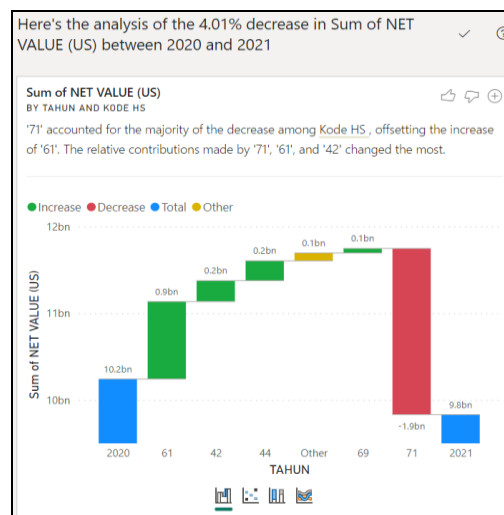 Here's the analysis of the 4.01% decrease in Sum of NET
VALUE (US) between 2020 and 2021
Sum of NET VALUE (US)
BY TAHUN AND KODE HS
'71' accounted for the majority of the decrease among Kode HS , offsetting the increase
of '61'. The relative contributions made by '71', '61', and '42' changed the most.
Increase Decrease Total Other
12bn
11bn
10bn
Sum of NET VALUE (US)
10.2bn
0.9bn
0.2bn
0.2bn
0.1bn
0.1bn
-1.9bn
9.8bn
2020 61 42 44 Other 69 71 2021
TAHUN